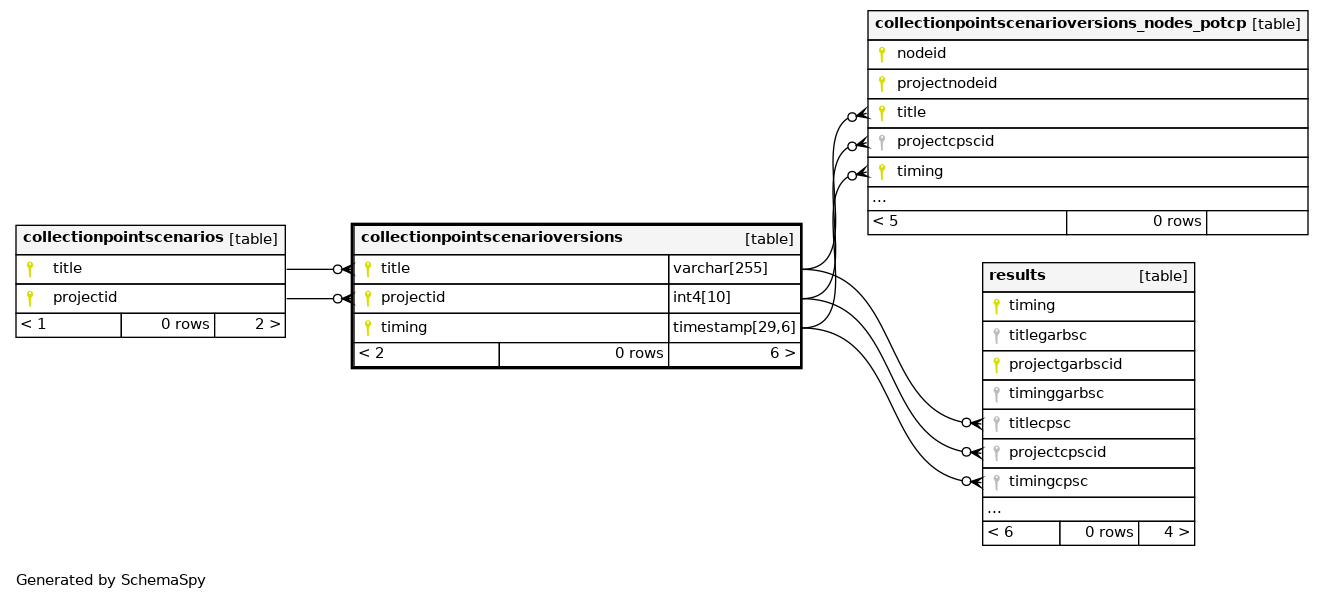 collectionpointscenarioversions_nodes_potcp [table]
nodeid
projectnodeid
title
projectcpscid
timing
...
< 5 0 rows
collectionpointscenarios [table]
title
projectid
< 1 0 rows 2 >
collectionpointscenarioversions [table]
title varchar[255]
projectid int4[10]
timing timestamp[29,6]
< 2 0 rows 6 >
results [table]
timing
titlegarbsc
projectgarbscid
timinggarbsc
titlecpsc
projectcpscid
timingcpsc
...
< 6 0 rows 4 >
Generated by SchemaSpy